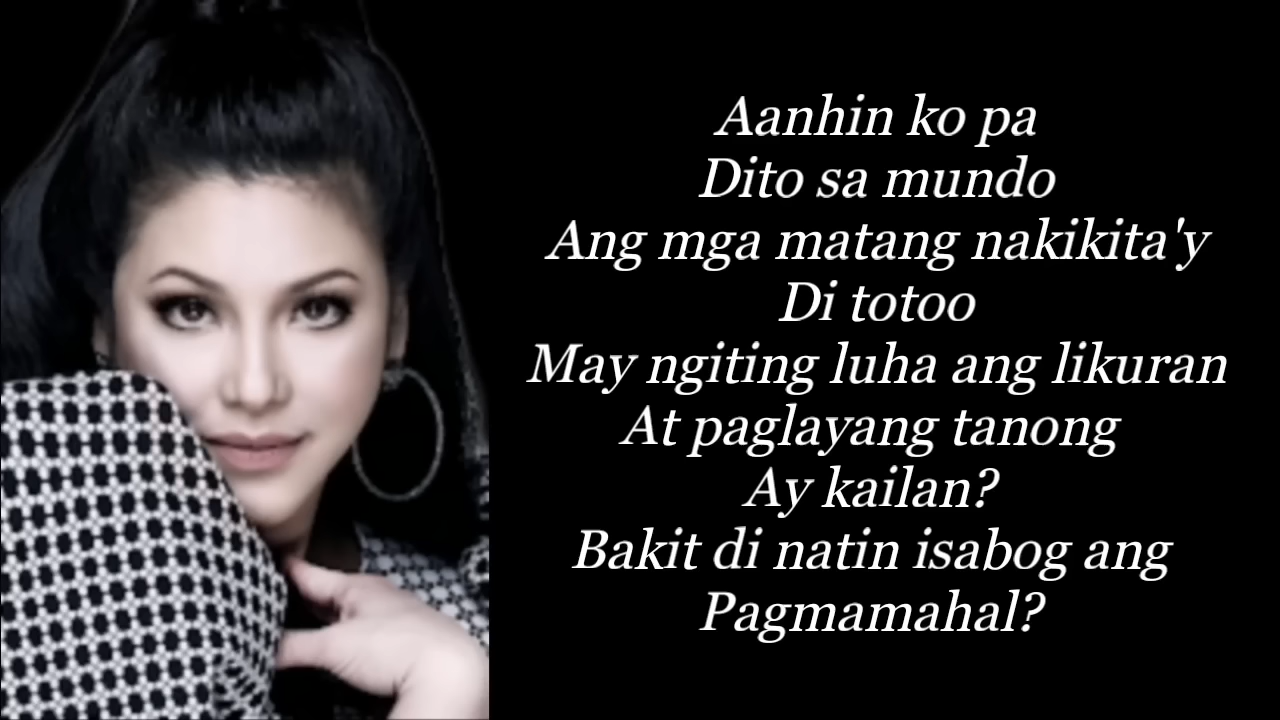 Aanhin ko pa
Dito sa mundo
Ang mga matang nakikita'y
Di totoo
May ngiting luha ang likuran
At paglayang tanong
Ay kailan?
Bakit di natin isabog ang
Pagmamahal?